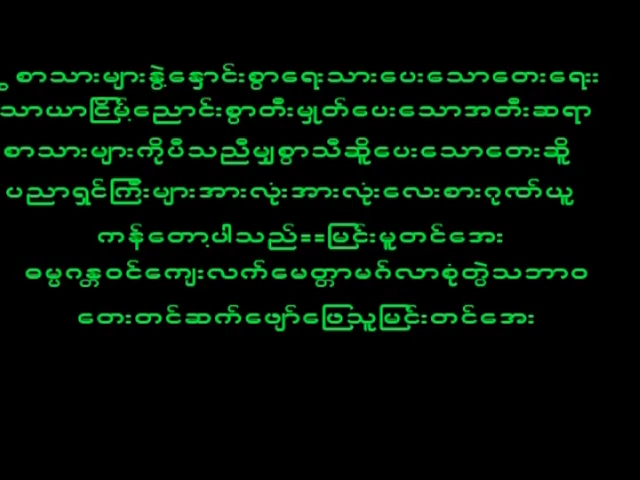 စာသားများနွဲ့နှောင်းစွာရေးသားပေးသောတေးရေး
သာယာငြိမ့်ညောင်းစွာတီးမှုတ်ပေးသောအတီးဆရာ
စာသားများကိုပီသညီမျှစွာသီဆိူပေးသောတေးဆိူ
ပညာရှင်ကြီးများအားလုံးအားလုံးလေးစားဂုဏ်ယူ
ကန်တော့ပါသည်==မြင်းမူတင်အေး
ဓမ္မဂန္တဝင်ကျေးလက်မေတ္တာမဂ်လာစုံတွဲသဘာဝ
တေးတင်ဆက်ဖျော်ဖြေသူမြင်းတင်အေး